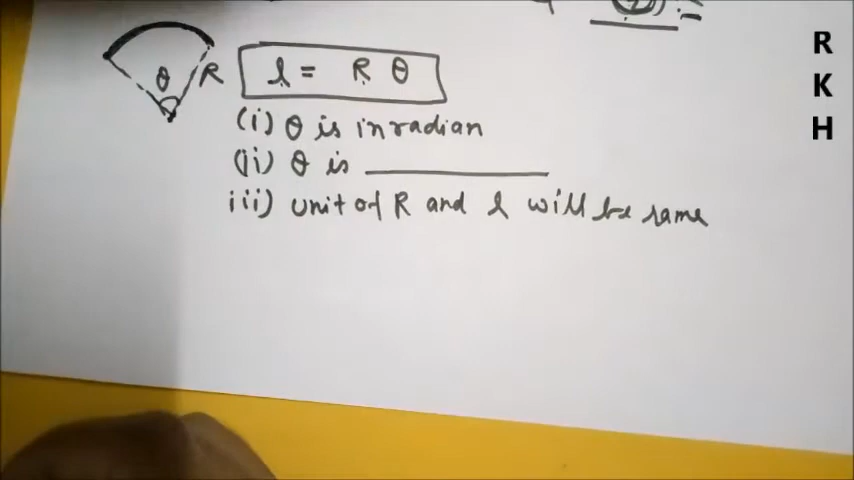 θ R
l = R θ
(i) θ is in radian
(ii) θ is
iii) unit of R and l will be same
R
K
H